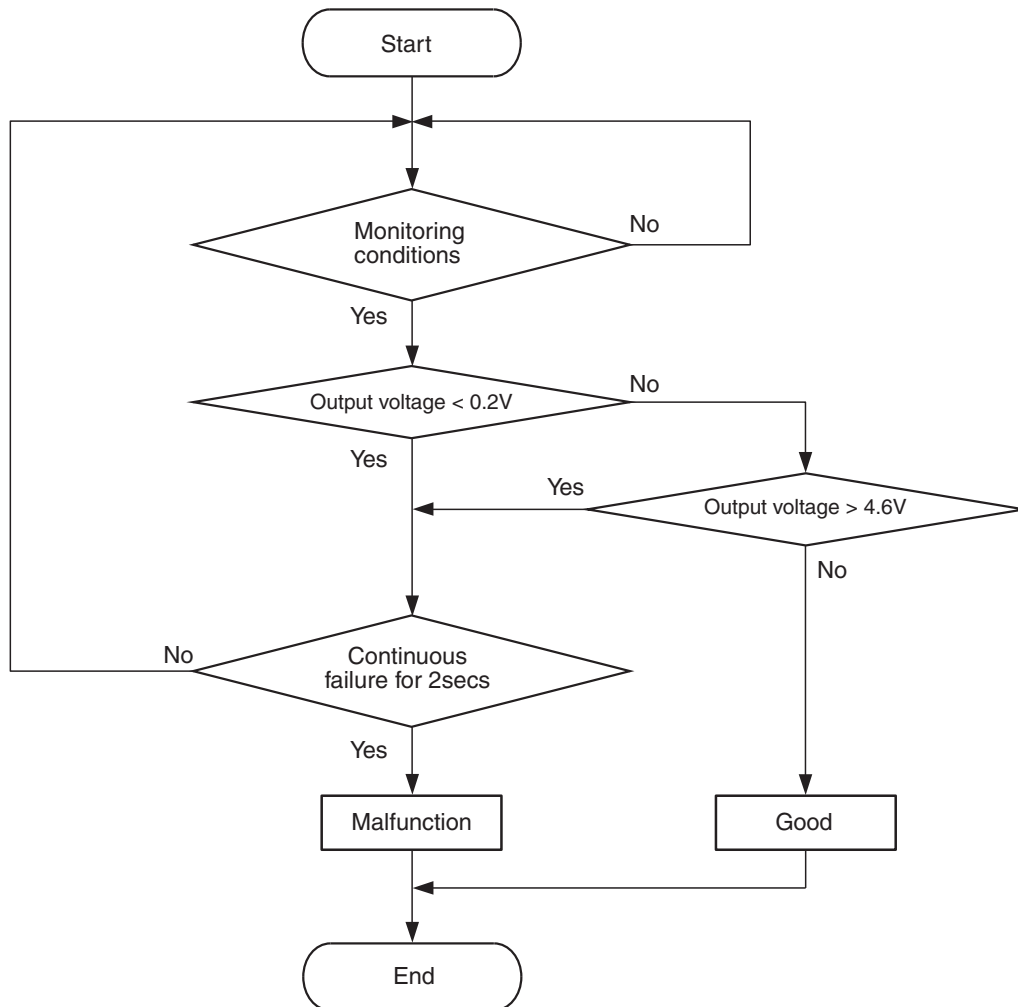 Start
Monitoring
conditions
No
Yes
Output voltage < 0.2V
No
Yes
Yes
Output voltage > 4.6V
No
No
Continuous
failure for 2secs
Yes
Malfunction
Good
End